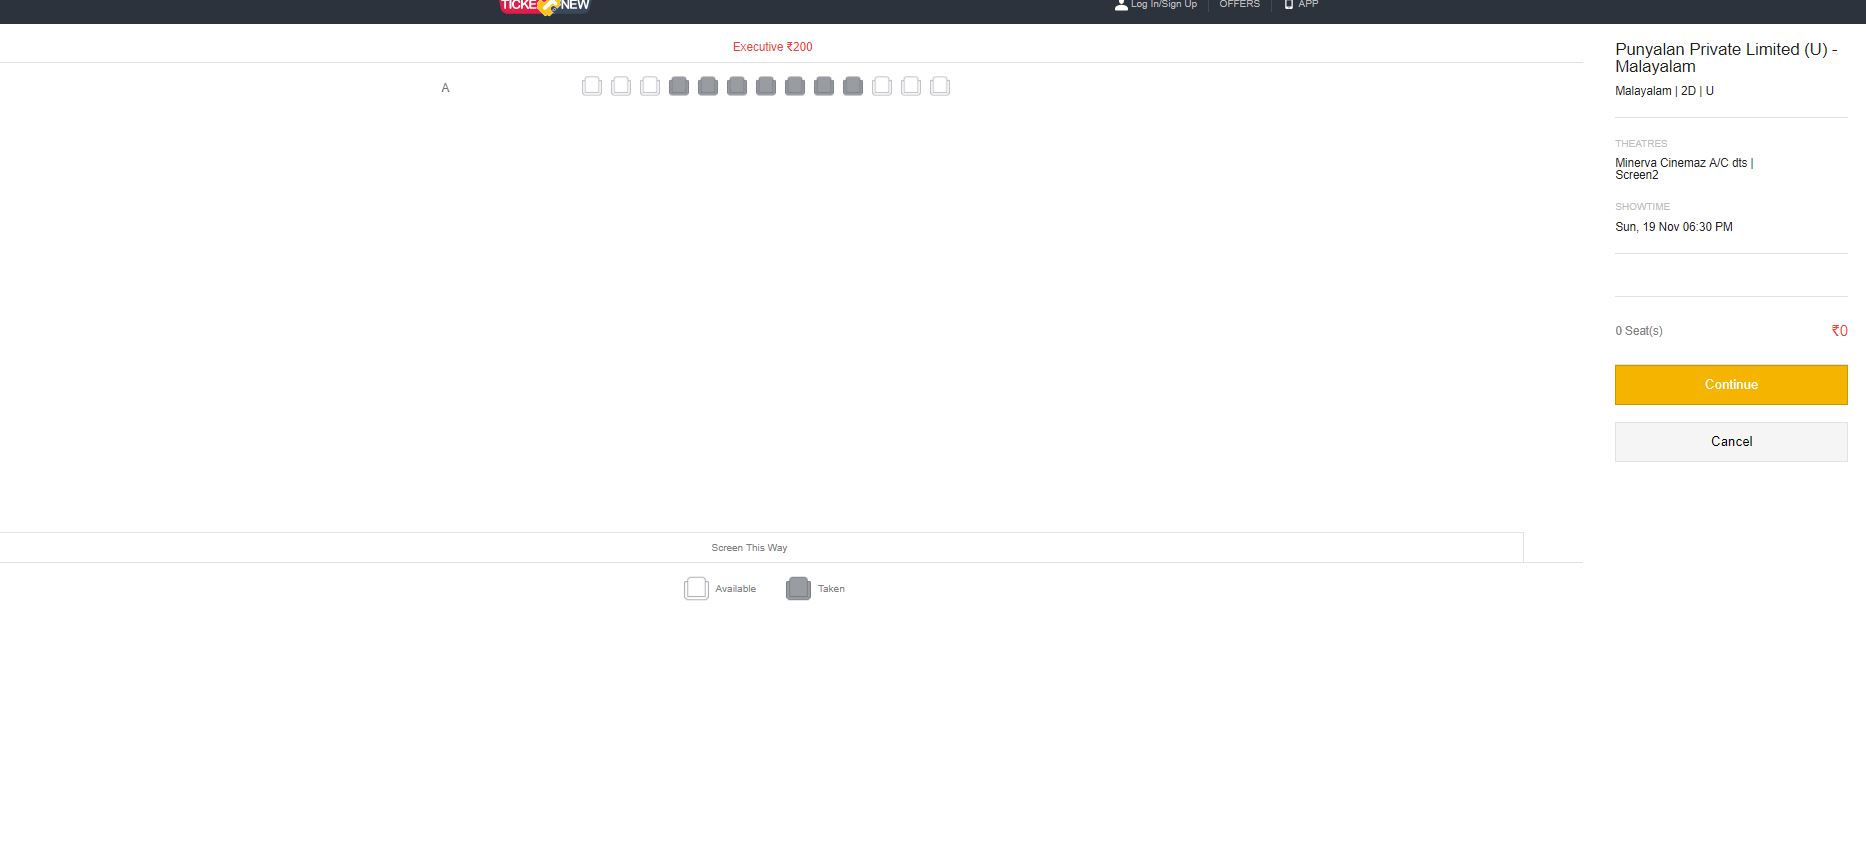 TICKET NEW
Log In/Sign Up
OFFERS
APP
Executive ₹200
A
Screen This Way
Available
Taken
Punyalan Private Limited (U) -
Malayalam
Malayalam | 2D | U
THEATRES
Minerva Cinemaz A/C dts |
Screen2
SHOWTIME
Sun, 19 Nov 06:30 PM
0 Seat(s) ₹0
Continue
Cancel